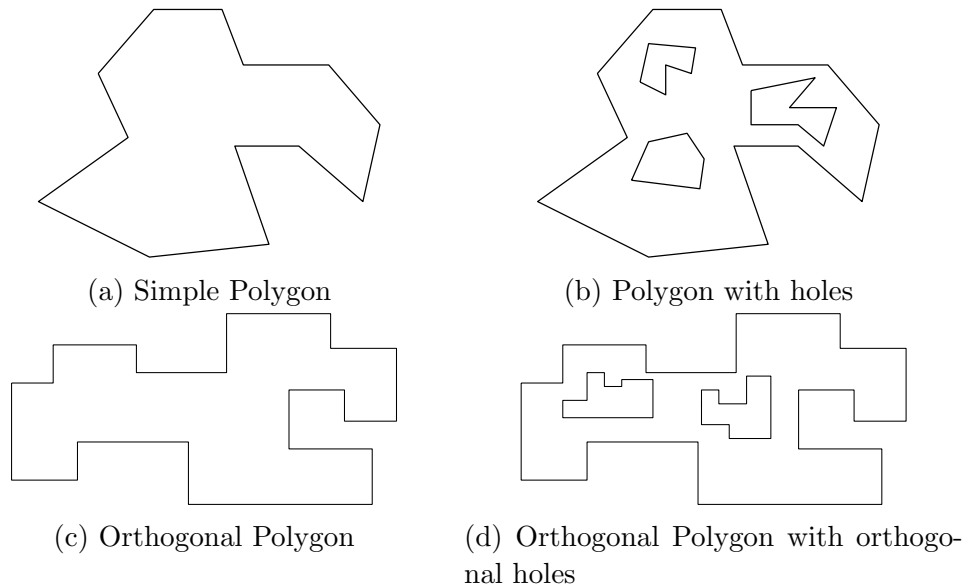 (a) Simple Polygon
(b) Polygon with holes
(c) Orthogonal Polygon
(d) Orthogonal Polygon with orthogo-
nal holes